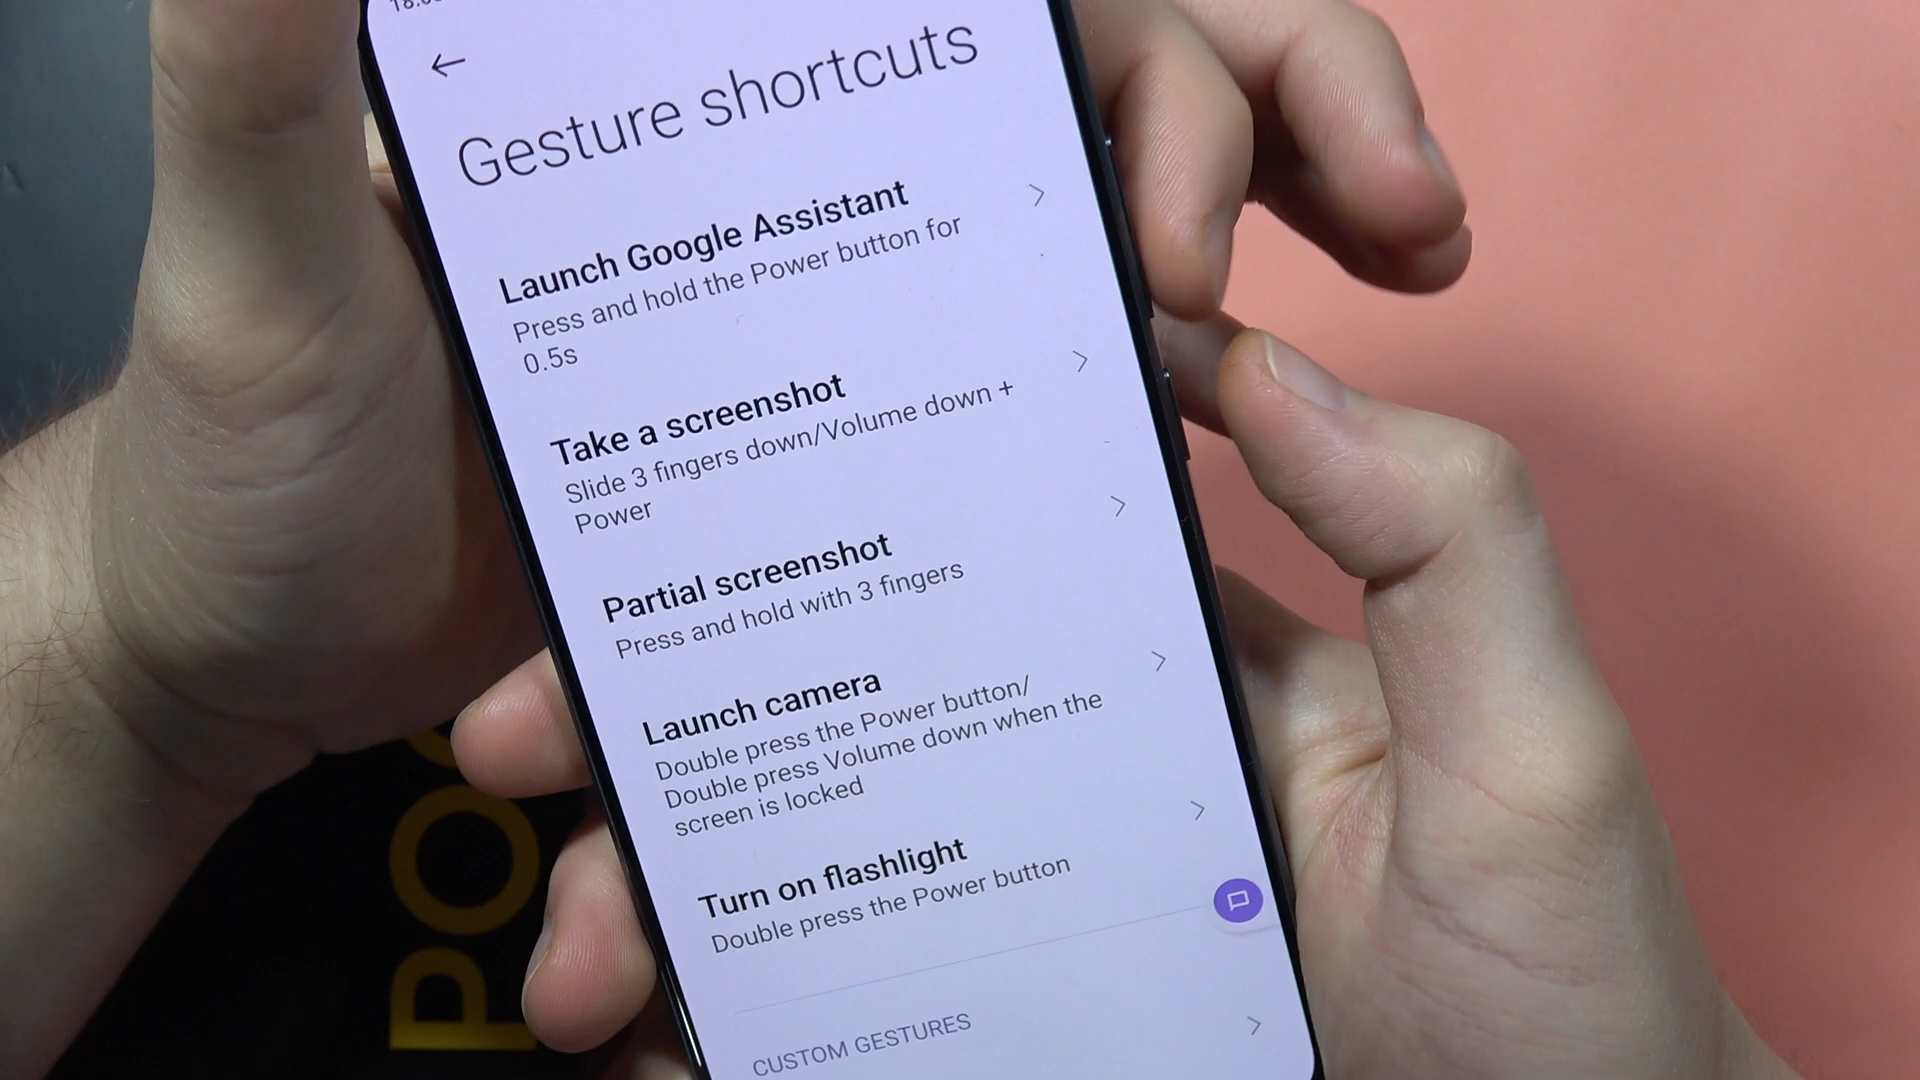 Gesture shortcuts
Launch Google Assistant
Press and hold the Power button for
0.5s
Take a screenshot
Slide 3 fingers down/Volume down +
Power
Partial screenshot
Press and hold with 3 fingers
Launch camera
Double press the Power button/
Double press Volume down when the
screen is locked
Turn on flashlight
Double press the Power button
CUSTOM GESTURES